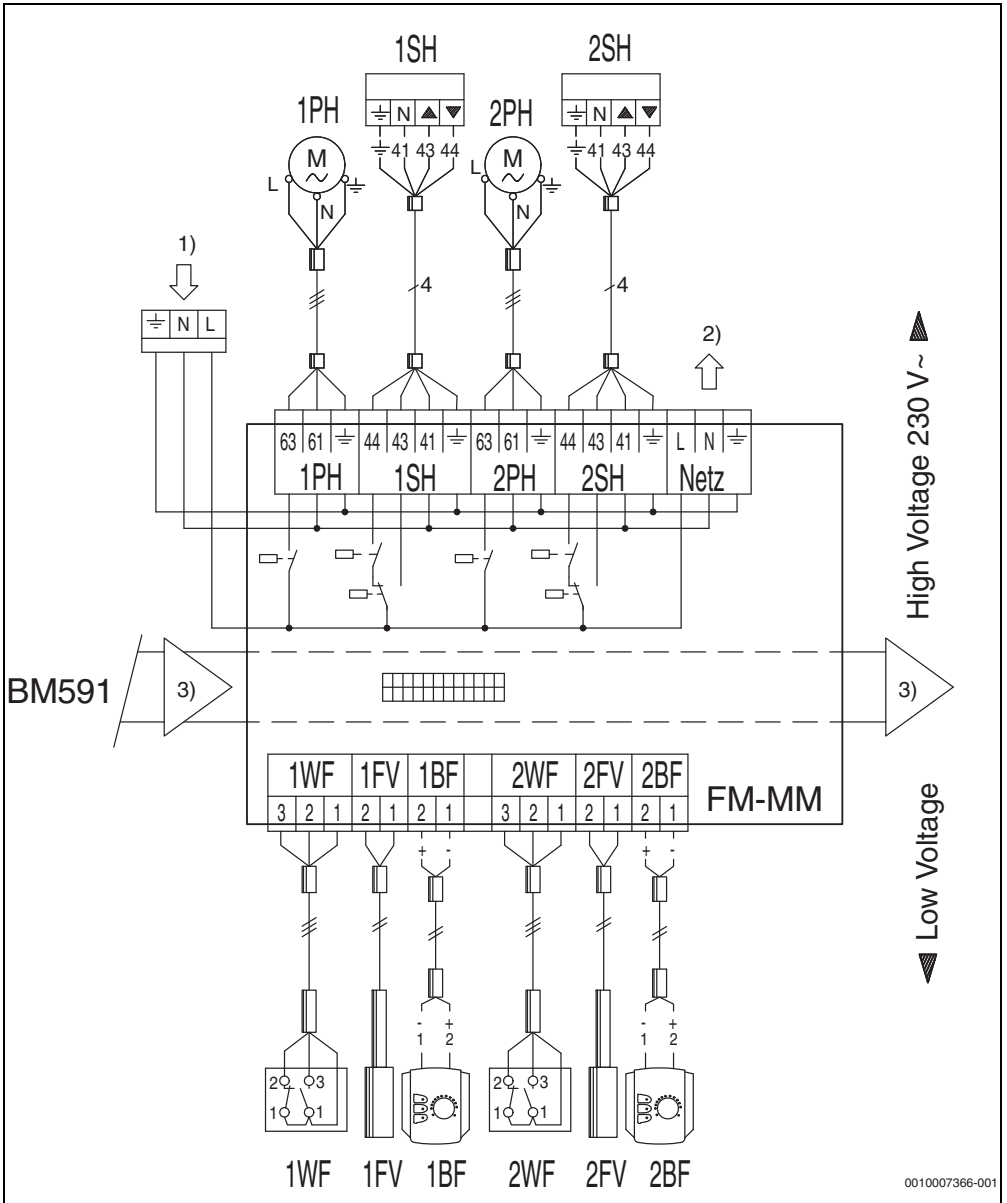 1SH 2SH
1PH 2PH
N N
41 43 44 41 43 44
M M
L L
N N
1)
4 4
N L
2)
High Voltage 230 V~
63 61 44 43 41 63 61 44 43 41 L N
1PH 1SH 2PH 2SH Netz
BM591 3) 3)
1WF 1FV 1BF 2WF 2FV 2BF
FM-MM
3 2 1 2 1 2 1 3 2 1 2 1 2 1
+ - + -
Low Voltage
- + - +
1 2 1 2
2 3 2 3
1 1 1 1
1WF 1FV 1BF 2WF 2FV 2BF
0010007366-001